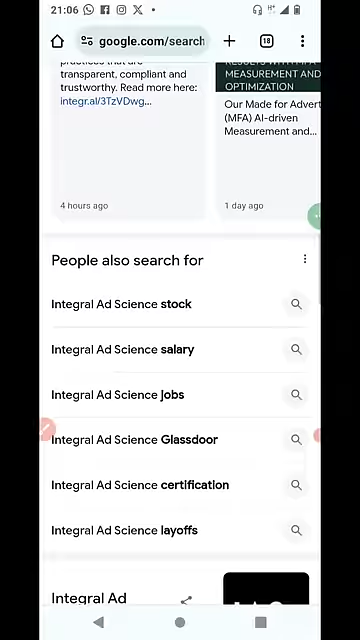 21:06
H+
google.com/search
18
practices that are
transparent, compliant and
trustworthy. Read more here:
integr.al/3TzVDwg...
4 hours ago
RESULTS WITH MFA
MEASUREMENT AND
OPTIMIZATION
Our Made for Advert
(MFA) AI-driven
Measurement and...
1 day ago
People also search for
Integral Ad Science stock
Integral Ad Science salary
Integral Ad Science jobs
Integral Ad Science Glassdoor
Integral Ad Science certification
Integral Ad Science layoffs
Integral Ad